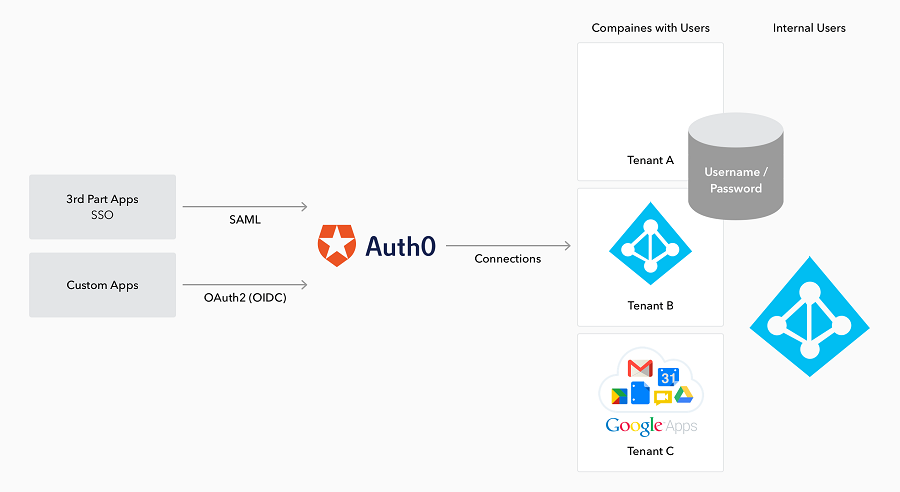 Compaines with Users
Internal Users
Tenant A
Username /
Password
3rd Part Apps
SSO
SAML
Auth0
Connections
Custom Apps
OAuth2 (OIDC)
Tenant B
31
Google Apps
Tenant C